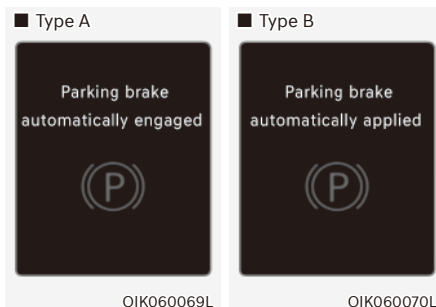 ■ Type A
Parking brake
automatically engaged
P
OIK060069L
■ Type B
Parking brake
automatically applied
P
OIK060070L